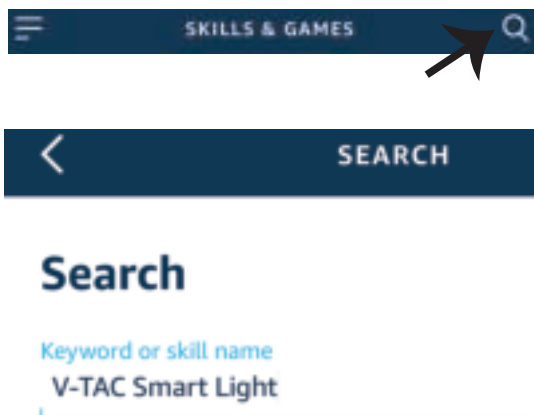 SKILLS & GAMES
SEARCH
Search
Keyword or skill name
V-TAC Smart Light